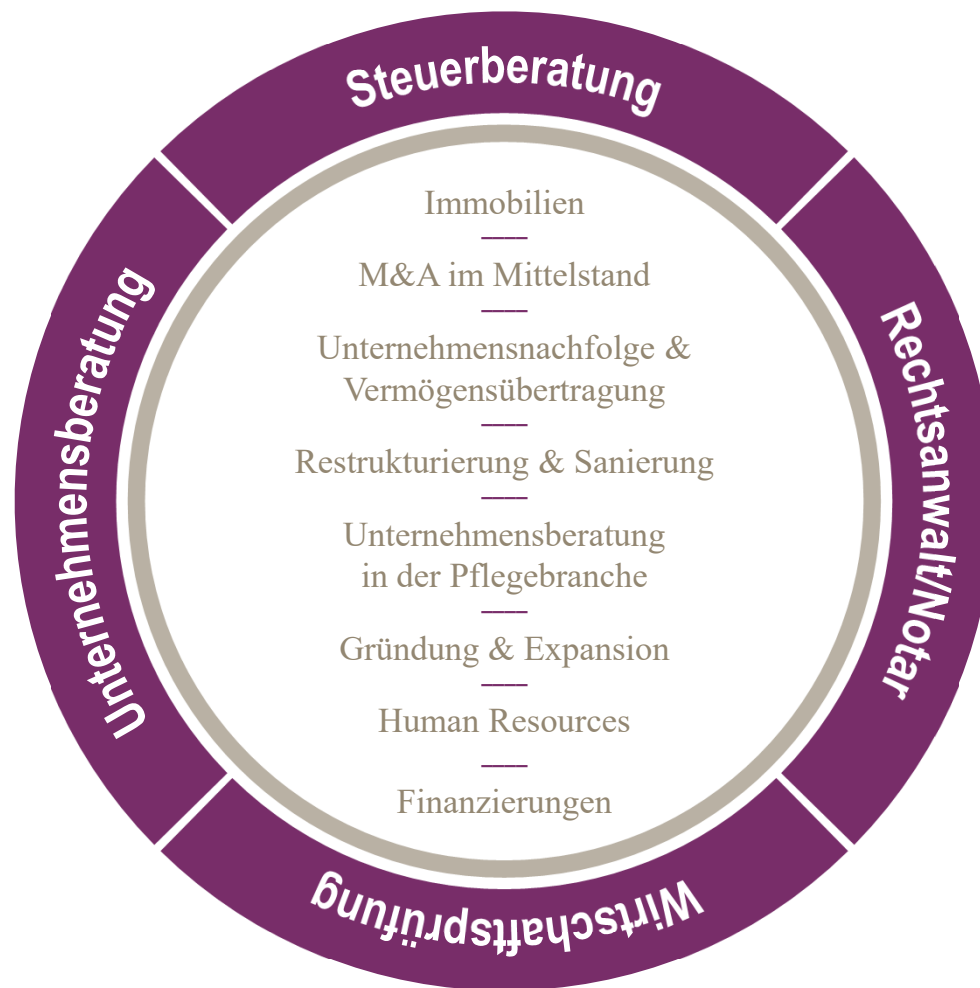 Steuerberatung
Immobilien
M&A im Mittelstand
Unternehmensnachfolge &
Vermögensübertragung
Restrukturierung & Sanierung
Unternehmensberatung
in der Pflegebranche
Gründung & Expansion
Human Resources
Finanzierungen
Rechtsanwalt/Notar
Wirtschaftsprüfung
Unternehmensberatung